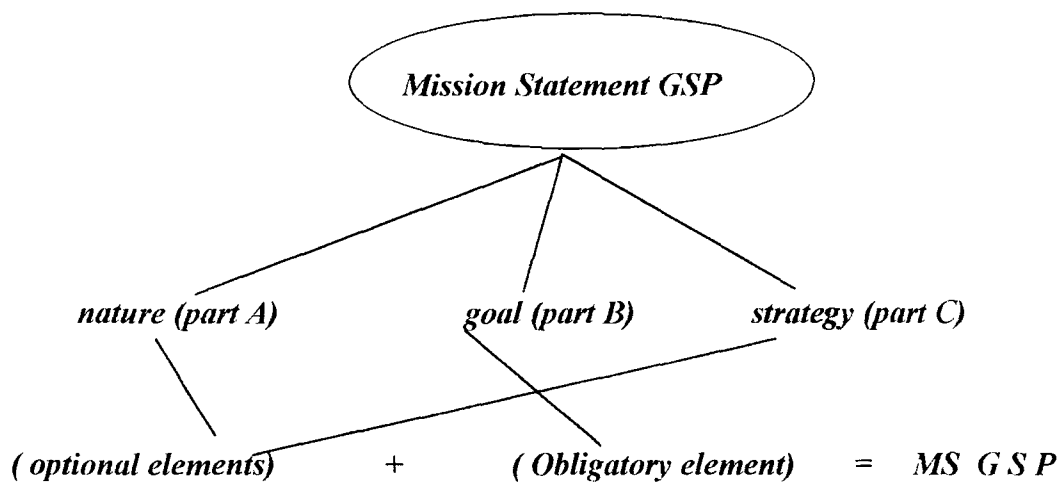 Mission Statement GSP
nature (part A) goal (part B) strategy (part C)
( optional elements) + ( Obligatory element) = MS G S P